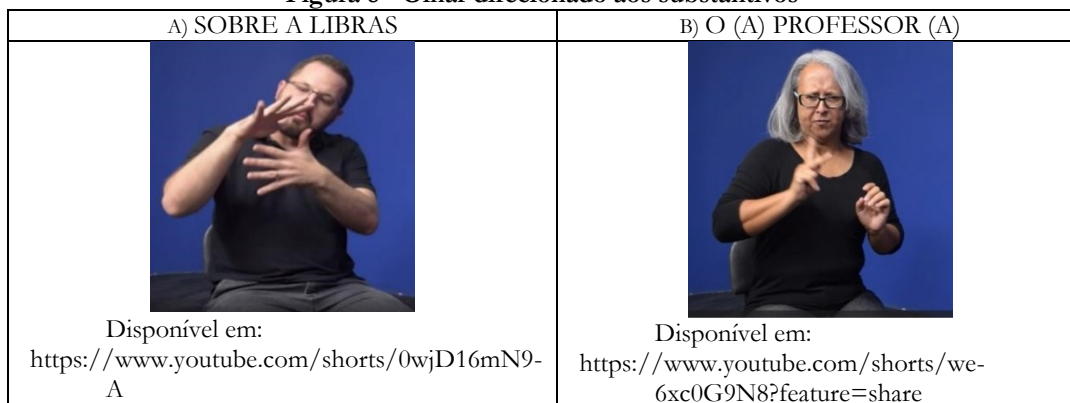 A) SOBRE A LIBRAS
B) O (A) PROFESSOR (A)
Disponível em:
https://www.youtube.com/shorts/0wjD16mN9-
A
Disponível em:
https://www.youtube.com/shorts/we-
6xc0G9N8?feature=share